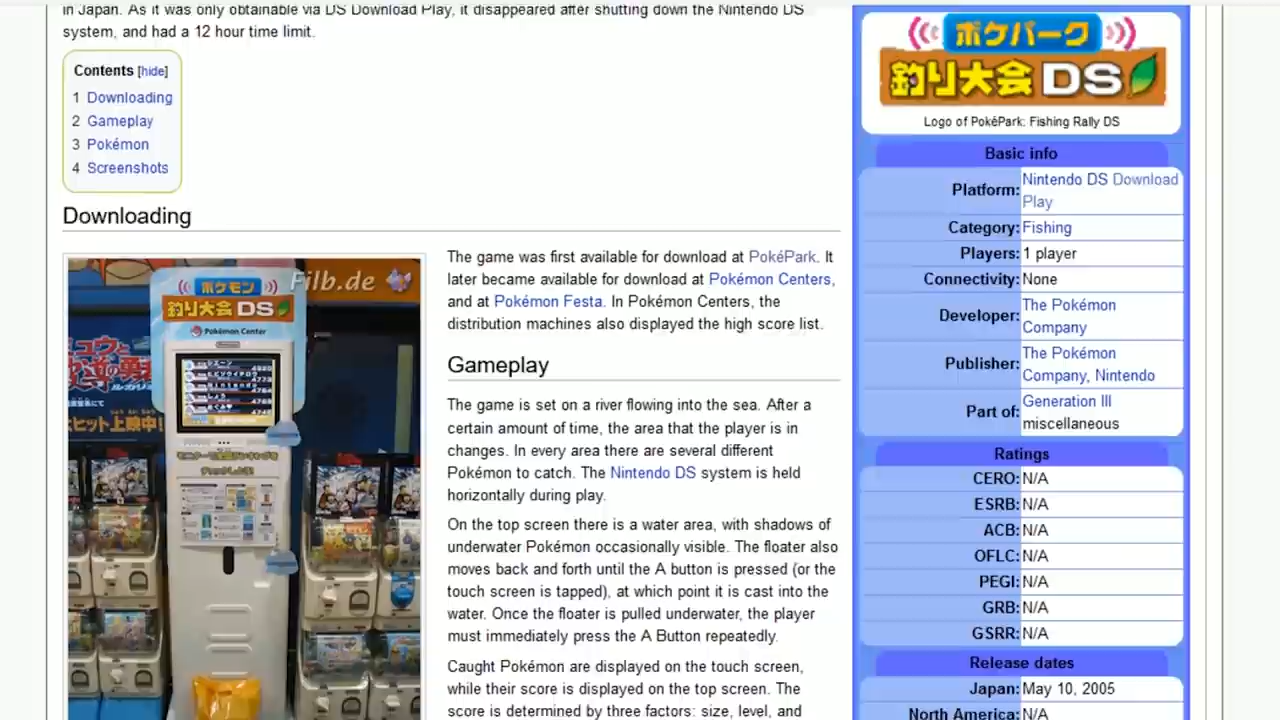 in Japan. As it was only obtainable via DS Download Play, it disappeared after shutting down the Nintendo DS
system, and had a 12 hour time limit.
Contents [hide]
1 Downloading
2 Gameplay
3 Pokémon
4 Screenshots
Downloading
Filb.de
ポケモン
釣り大会 DS
Pokémon Center
The game was first available for download at PokéPark. It
later became available for download at Pokémon Centers,
and at Pokémon Festa. In Pokémon Centers, the
distribution machines also displayed the high score list.
Gameplay
The game is set on a river flowing into the sea. After a
certain amount of time, the area that the player is in
changes. In every area there are several different
Pokémon to catch. The Nintendo DS system is held
horizontally during play.
On the top screen there is a water area, with shadows of
underwater Pokémon occasionally visible. The floater also
moves back and forth until the A button is pressed (or the
touch screen is tapped), at which point it is cast into the
water. Once the floater is pulled underwater, the player
must immediately press the A Button repeatedly.
Caught Pokémon are displayed on the touch screen,
while their score is displayed on the top screen. The
score is determined by three factors: size, level, and
ポケパーク
釣り大会 DS
Logo of PokéPark: Fishing Rally DS
Basic info
Platform: Nintendo DS Download
Play
Category: Fishing
Players: 1 player
Connectivity: None
Developer: The Pokémon
Company
Publisher: The Pokémon
Company, Nintendo
Part of: Generation III
miscellaneous
Ratings
CERO: N/A
ESRB: N/A
ACB: N/A
OFLC: N/A
PEGI: N/A
GRB: N/A
GSRR: N/A
Release dates
Japan: May 10, 2005
North America: N/A